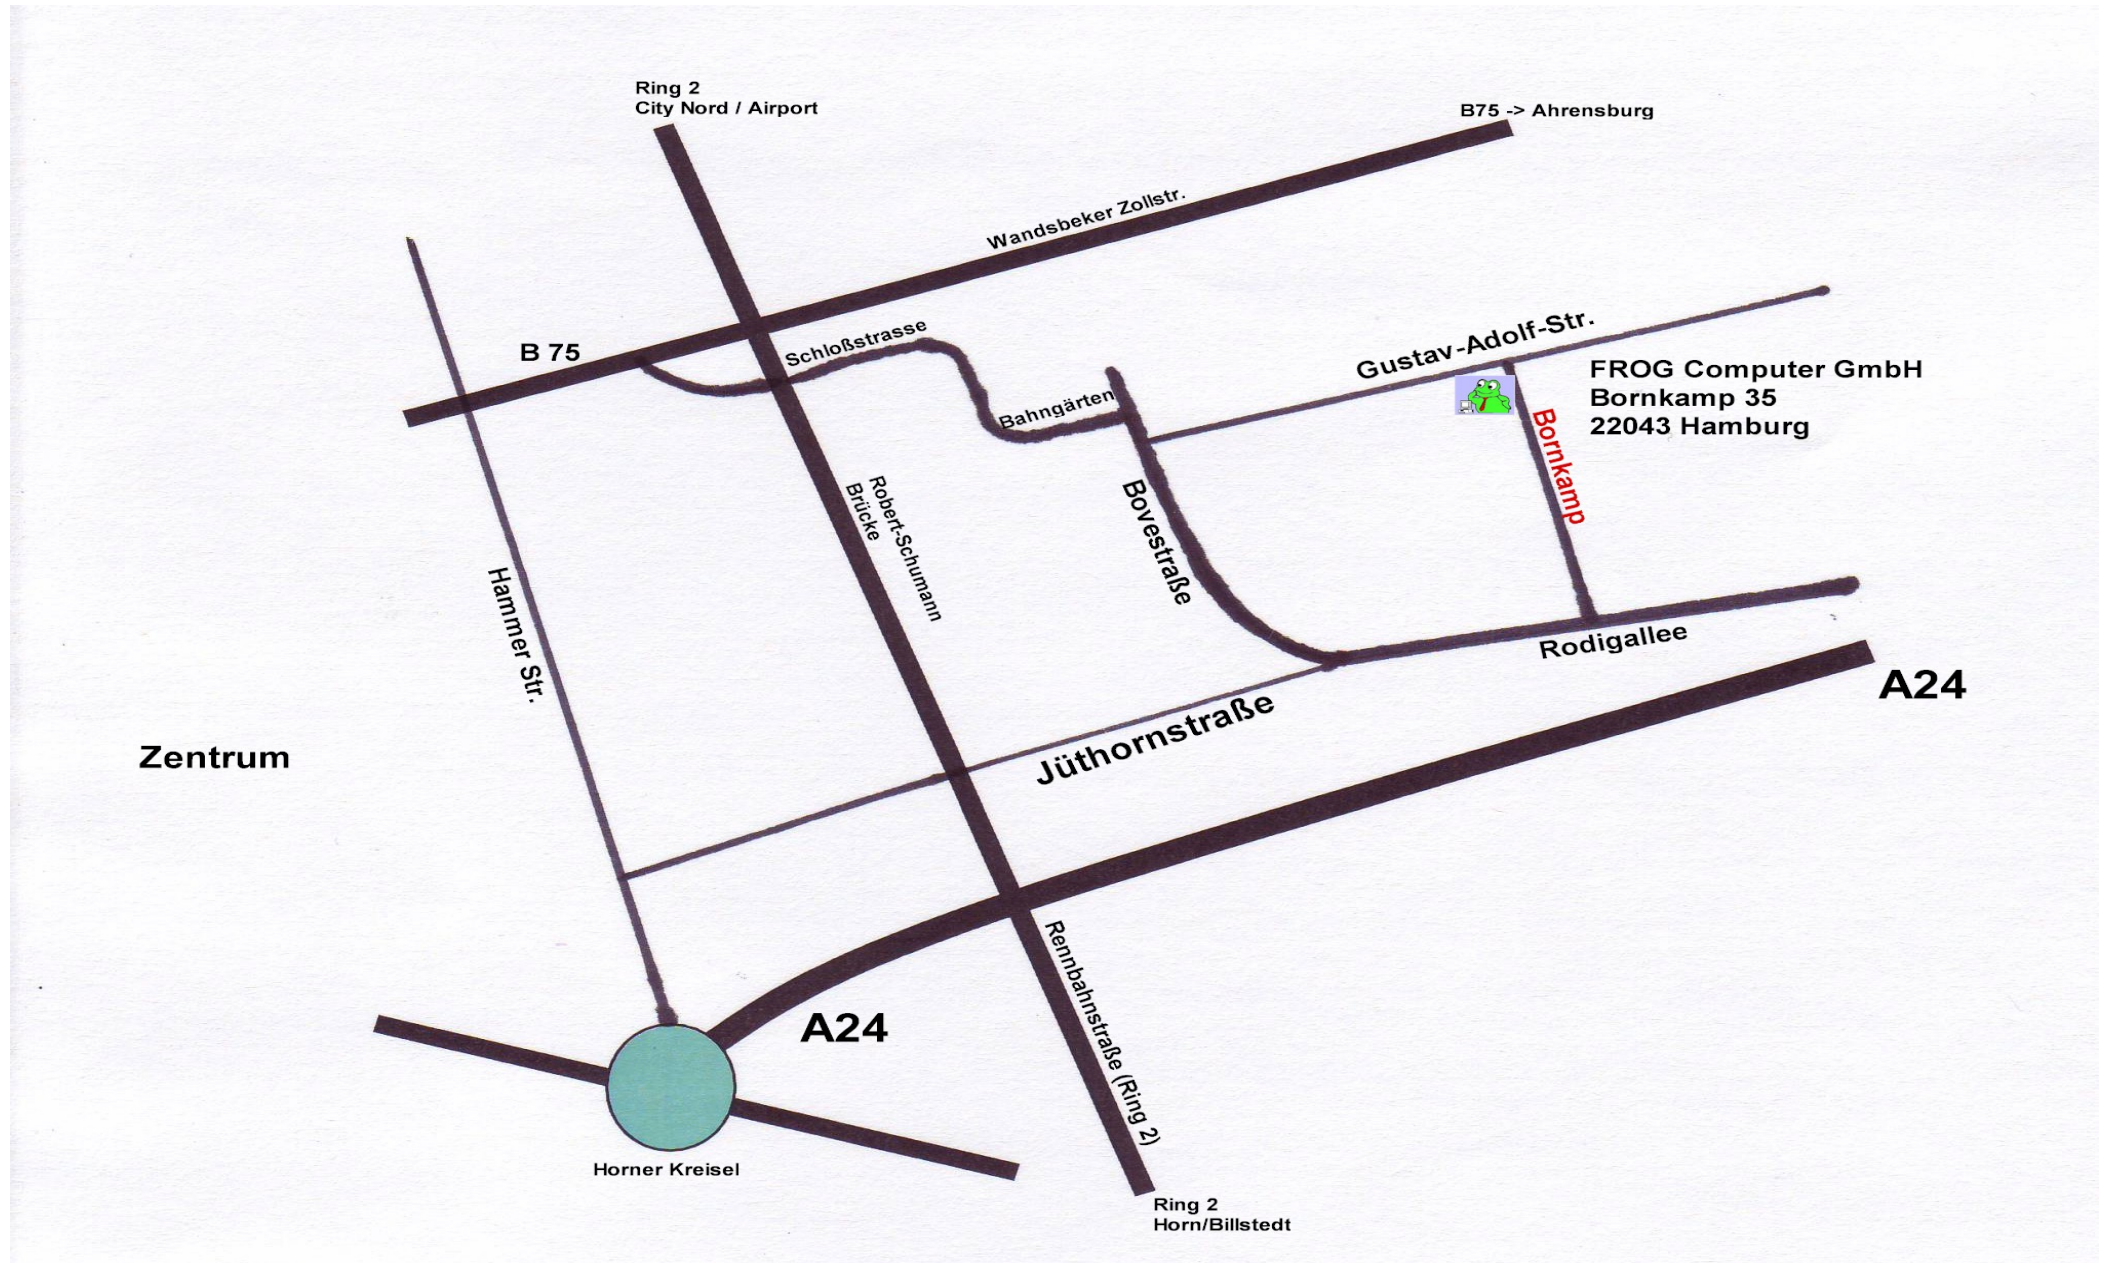 Ring 2
City Nord / Airport
B75 -> Ahrensburg
Wandsbeker Zollstr.
B 75
Schloßstrasse
Gustav-Adolf-Str.
FROG Computer GmbH
Bornkamp 35
22043 Hamburg
Bahngärten
Bornkamp
Robert-Schumann
Brücke
Bovestraße
Hammer Str.
Rodigallee
A24
Jüthornstraße
Zentrum
A24
Rennbahnstraße (Ring 2)
Horner Kreisel
Ring 2
Horn/Billstedt